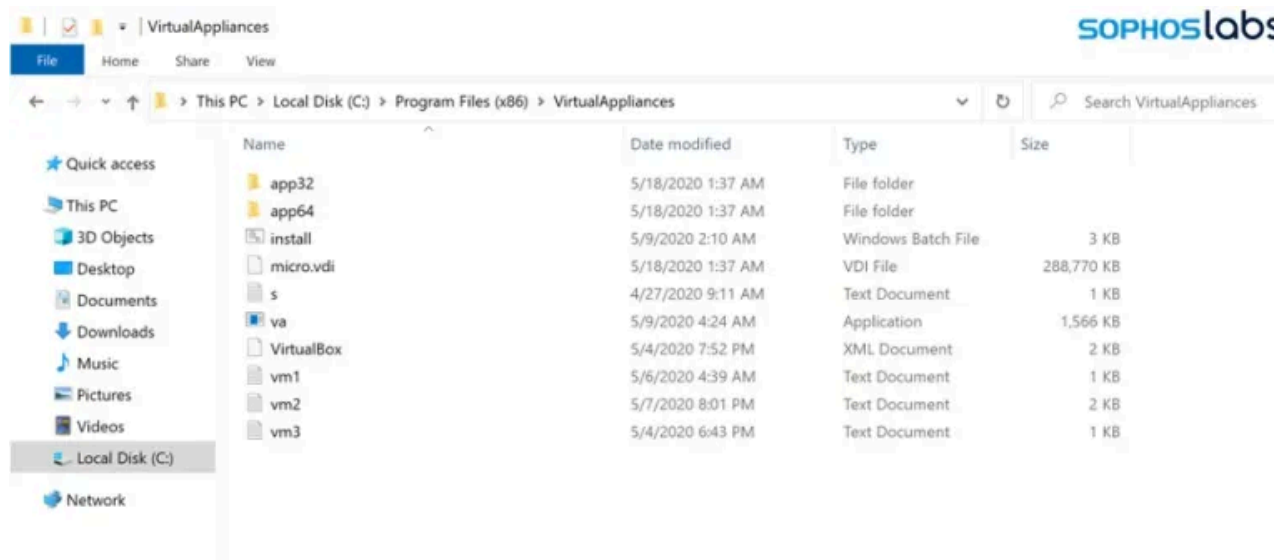 VirtualAppliances
SOPHOSlabs
File Home Share View
This PC > Local Disk (C:) > Program Files (x86) > VirtualAppliances
Search VirtualAppliances
Name Date modified Type Size
Quick access
This PC
3D Objects
Desktop
Documents
Downloads
Music
Pictures
Videos
Local Disk (C:)
Network
app32 5/18/2020 1:37 AM File folder
app64 5/18/2020 1:37 AM File folder
install 5/9/2020 2:10 AM Windows Batch File 3 KB
micro.vdi 5/18/2020 1:37 AM VDI File 288,770 KB
s 4/27/2020 9:11 AM Text Document 1 KB
va 5/9/2020 4:24 AM Application 1,566 KB
VirtualBox 5/4/2020 7:52 PM XML Document 2 KB
vm1 5/6/2020 4:39 AM Text Document 1 KB
vm2 5/7/2020 8:01 PM Text Document 2 KB
vm3 5/4/2020 6:43 PM Text Document 1 KB